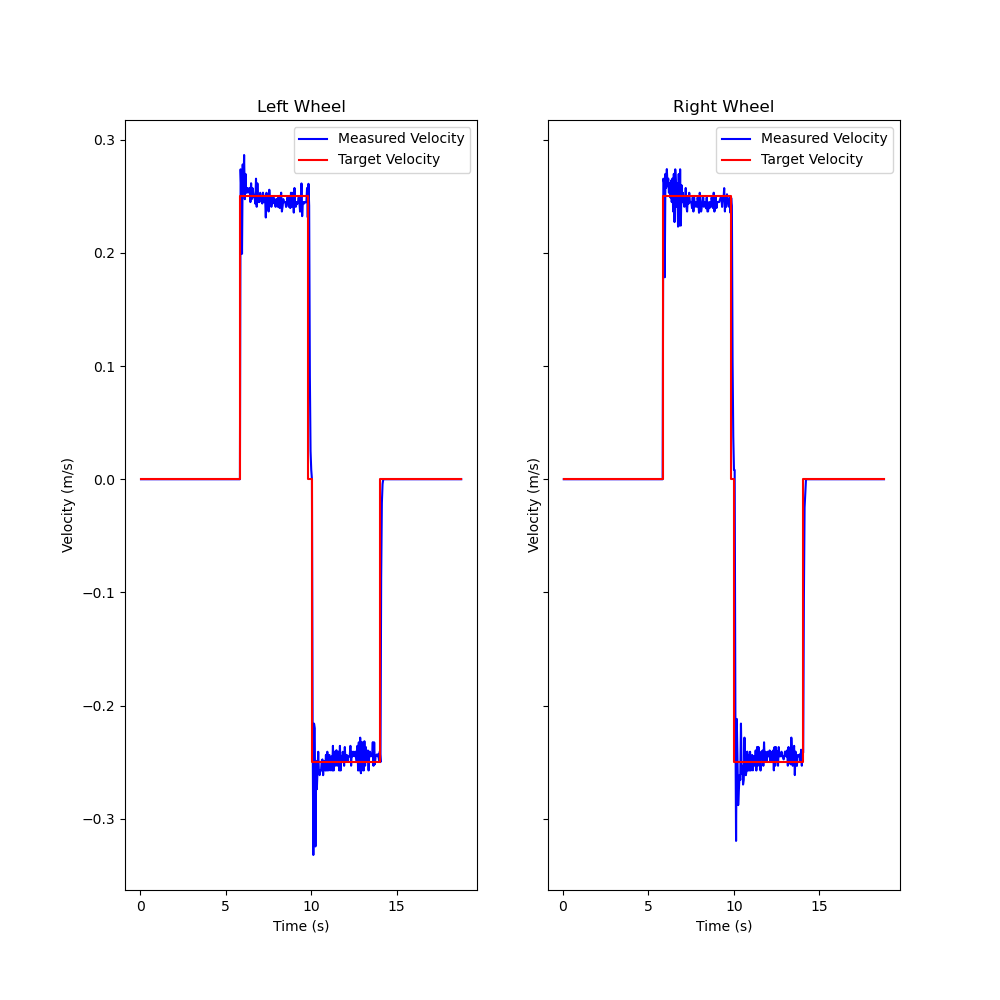 Left Wheel
Measured Velocity
Target Velocity
0.3
0.2
0.1
0.0
−0.1
−0.2
−0.3
Velocity (m/s)
0
5
10
15
Time (s)
Right Wheel
Measured Velocity
Target Velocity
Velocity (m/s)
0
5
10
15
Time (s)